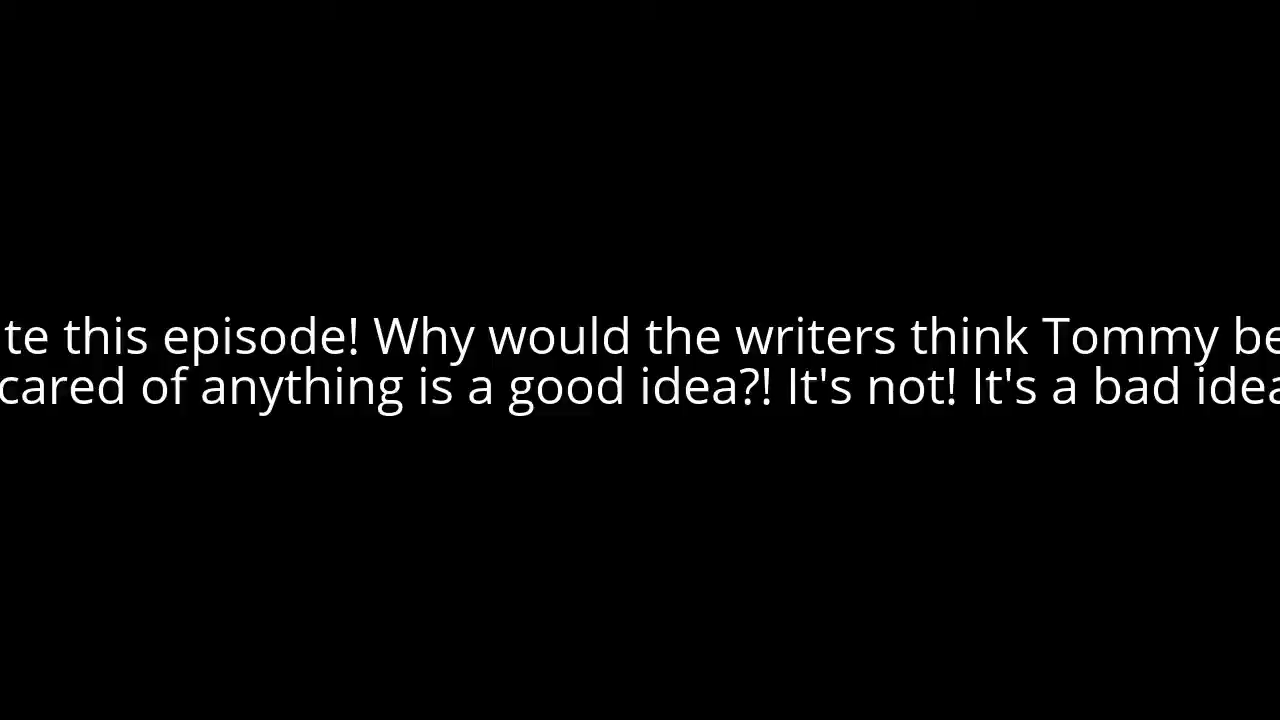 te this episode! Why would the writers think Tommy be
cared of anything is a good idea?! It's not! It's a bad idea